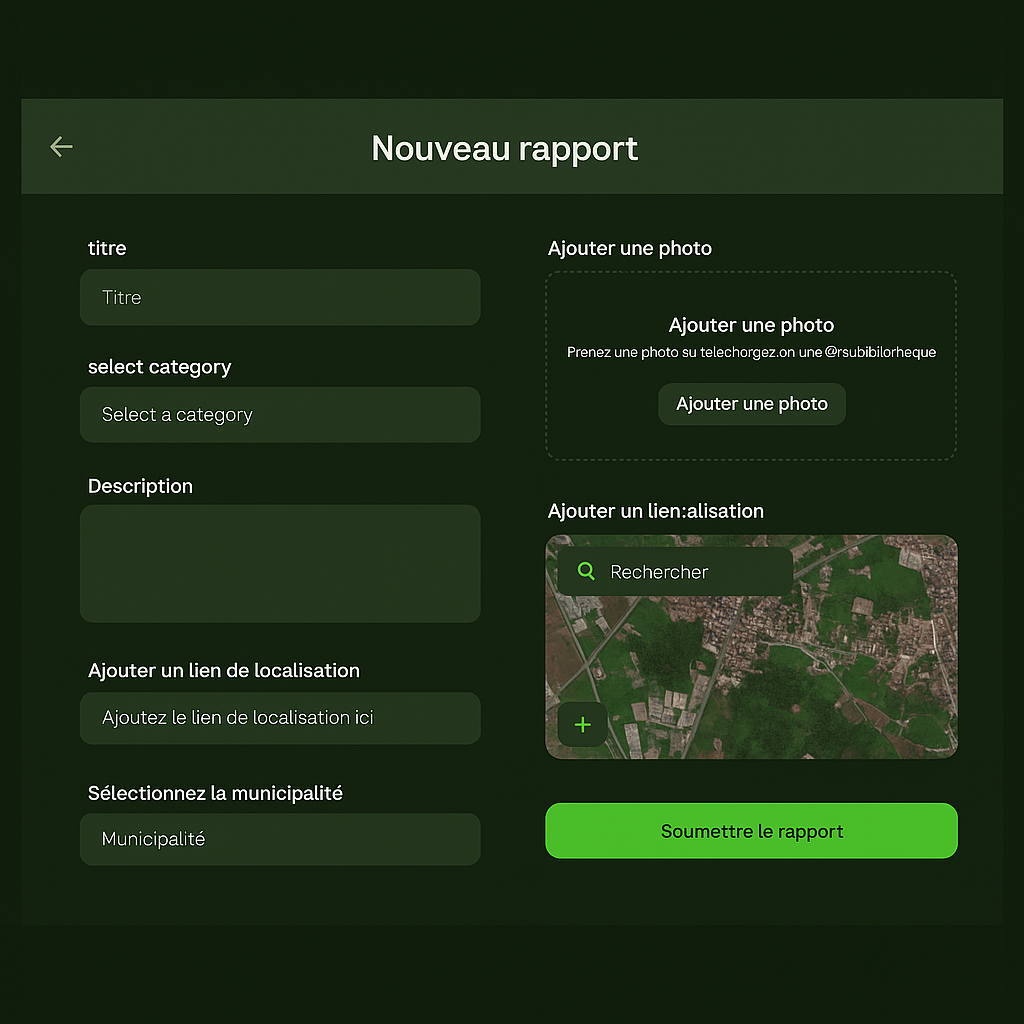 Nouveau rapport
titre
Titre
select category
Select a category
Description
Ajouter un lien de localisation
Ajoutez le lien de localisation ici
Sélectionnez la municipalité
Municipalité
Ajouter une photo
Ajouter une photo
Prenez une photo su telechorgez.on une @rsubibilorheque
Ajouter une photo
Ajouter un lien:alisation
Rechercher
Soumettre le rapport